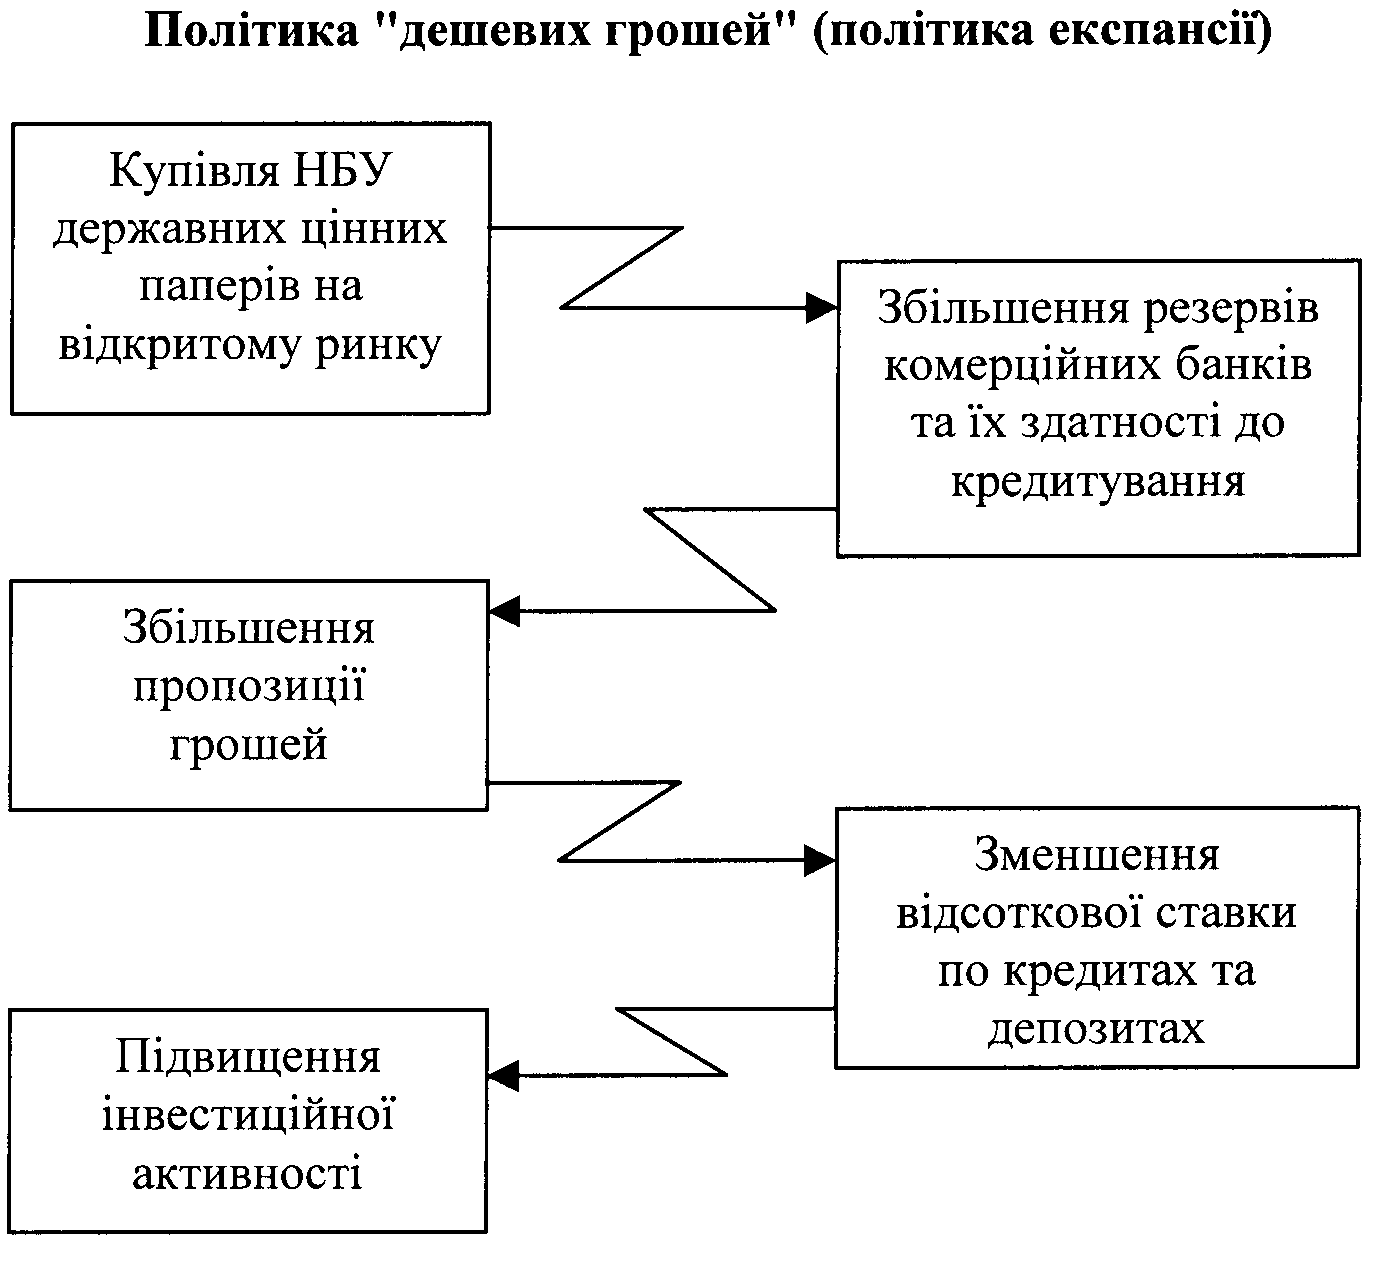 Політика "дешевих грошей" (політика експансії)
Купівля НБУ
державних цінних
паперів на
відкритому ринку
Збільшення резервів
комерційних банків
та їх здатності до
кредитування
Збільшення
пропозиції
грошей
Зменшення
відсоткової ставки
по кредитах та
депозитах
Підвищення
інвестиційної
активності